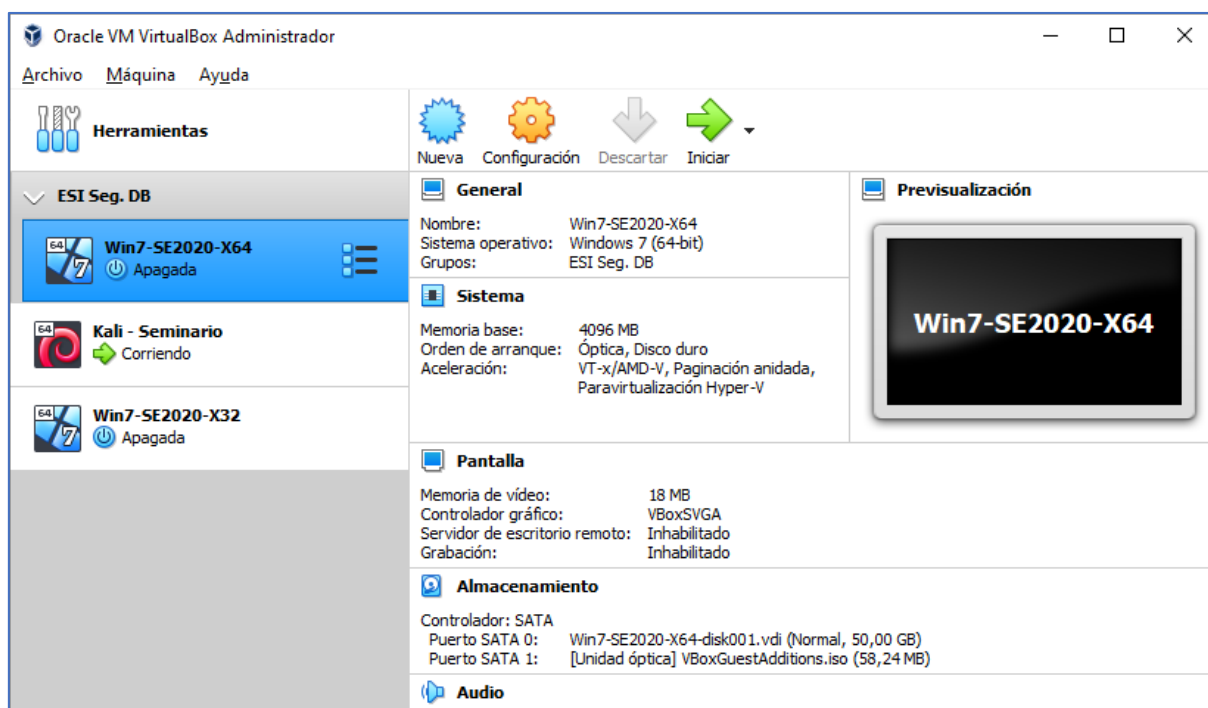 Oracle VM VirtualBox Administrador
Archivo Máquina Ayuda
Herramientas
Nueva Configuración Descartar Iniciar
ESI Seg. DB
64
7
Win7-SE2020-X64
Apagada
64
Kali - Seminario
Corriendo
64
7
Win7-SE2020-X32
Apagada
General
Nombre: Win7-SE2020-X64
Sistema operativo: Windows 7 (64-bit)
Grupos: ESI Seg. DB
Previsualización
Win7-SE2020-X64
Sistema
Memoria base: 4096 MB
Orden de arranque: Óptica, Disco duro
Aceleración: VT-x/AMD-V, Paginación anidada,
Paravirtualización Hyper-V
Pantalla
Memoria de vídeo: 18 MB
Controlador gráfico: VBoxSVGA
Servidor de escritorio remoto: Inhabilitado
Grabación: Inhabilitado
Almacenamiento
Controlador: SATA
Puerto SATA 0: Win7-SE2020-X64-disk001.vdi (Normal, 50,00 GB)
Puerto SATA 1: [Unidad óptica] VBoxGuestAdditions.iso (58,24 MB)
Audio